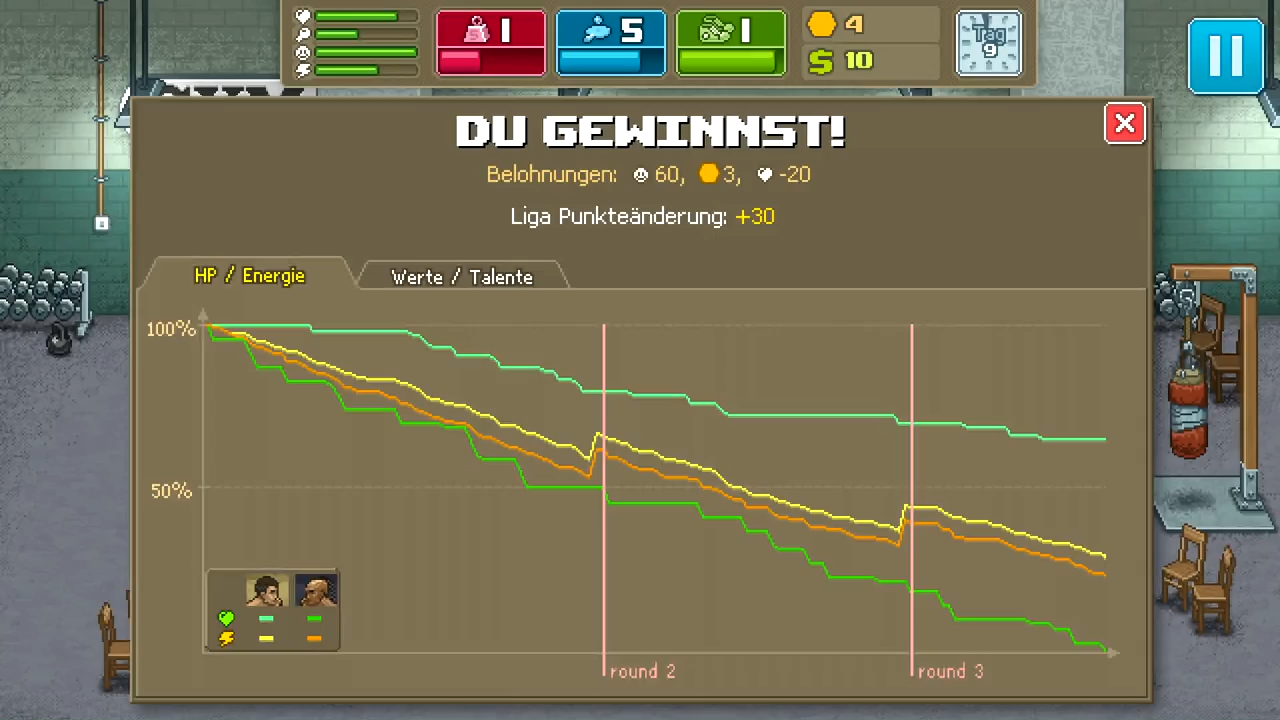 1
5
1
4
$ 10
Tag
9
DU GEWINNST!
Belohnungen: 60, 3, -20
Liga Punkteänderung: +30
HP / Energie
Werte / Talente
100%
50%
round 2
round 3